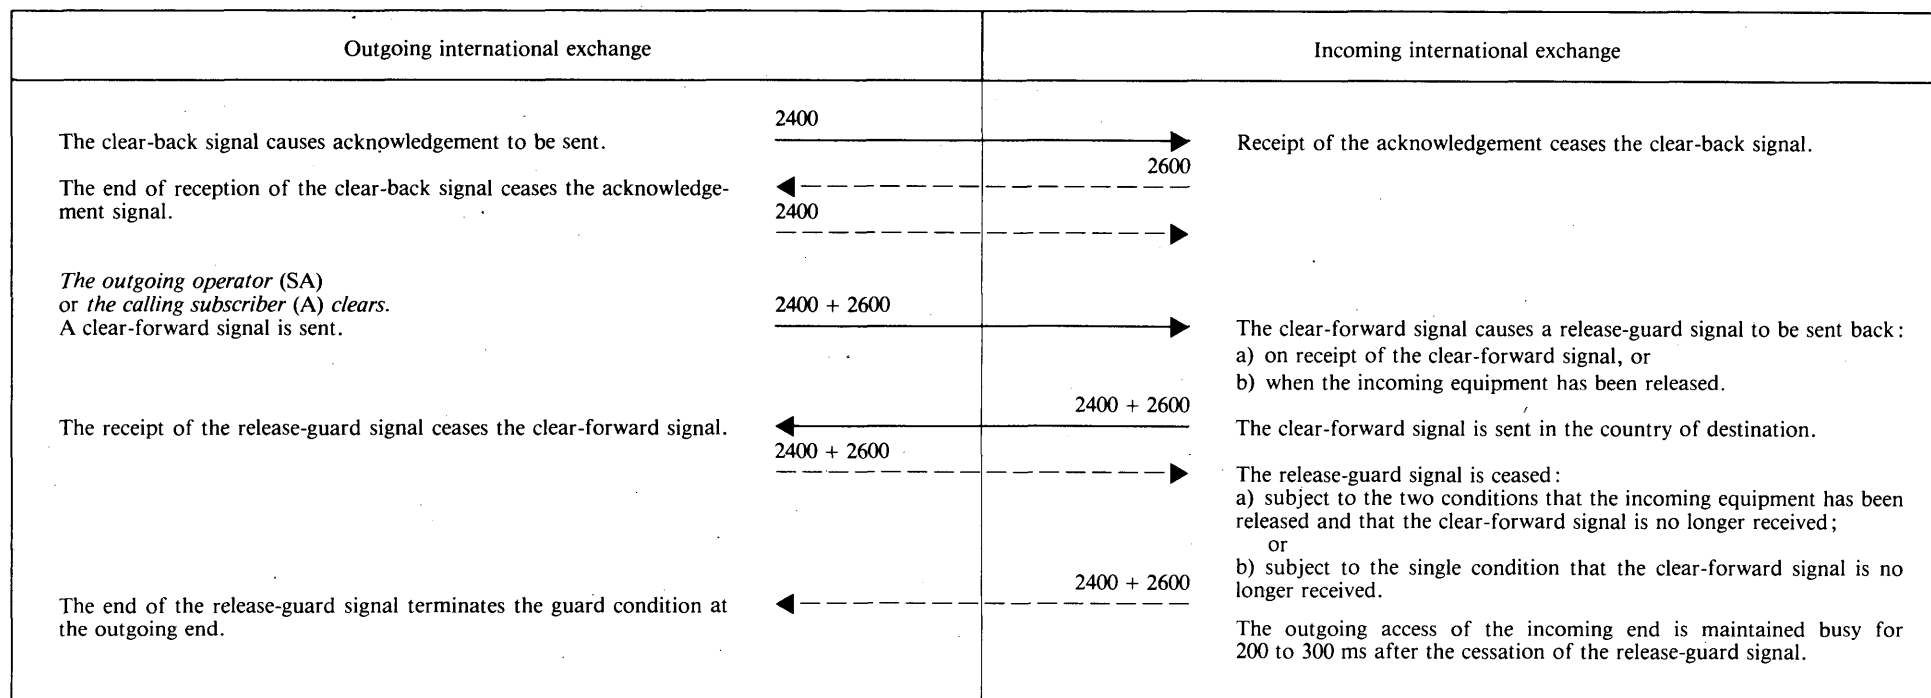 Outgoing international exchange
Incoming international exchange
The clear-back signal causes acknowledgement to be sent.
2400
Receipt of the acknowledgement ceases the clear-back signal.
2600
The end of reception of the clear-back signal ceases the acknowledge-
ment signal.
2400
The outgoing operator (SA)
or the calling subscriber (A) clears.
A clear-forward signal is sent.
2400 + 2600
The clear-forward signal causes a release-guard signal to be sent back:
a) on receipt of the clear-forward signal, or
b) when the incoming equipment has been released.
2400 + 2600
The receipt of the release-guard signal ceases the clear-forward signal.
The clear-forward signal is sent in the country of destination.
2400 + 2600
The release-guard signal is ceased:
a) subject to the two conditions that the incoming equipment has been
released and that the clear-forward signal is no longer received;
or
b) subject to the single condition that the clear-forward signal is no
longer received.
2400 + 2600
The end of the release-guard signal terminates the guard condition at
the outgoing end.
The outgoing access of the incoming end is maintained busy for
200 to 300 ms after the cessation of the release-guard signal.